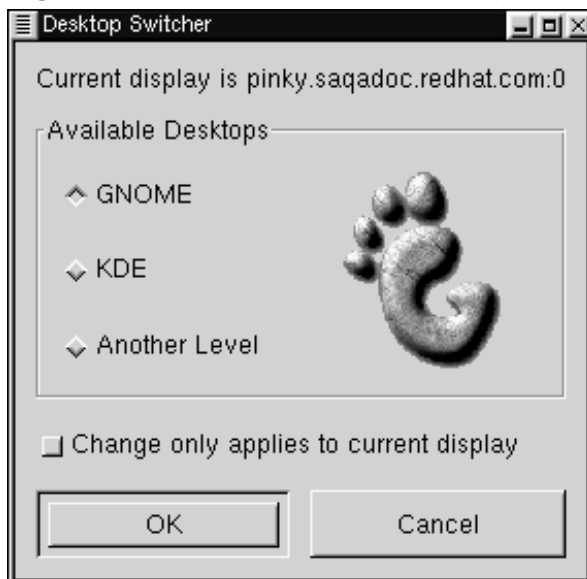 Desktop Switcher
Current display is pinky.saqadoc.redhat.com:0
Available Desktops
GNOME
KDE
Another Level
Change only applies to current display
OK
Cancel